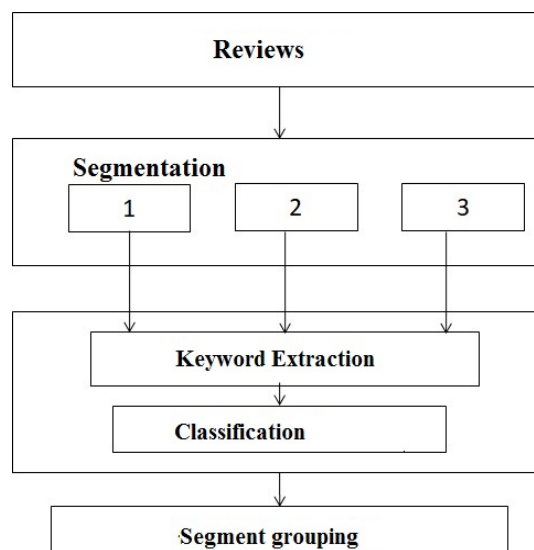 Reviews
Segmentation
1 2 3
Keyword Extraction
Classification
Segment grouping